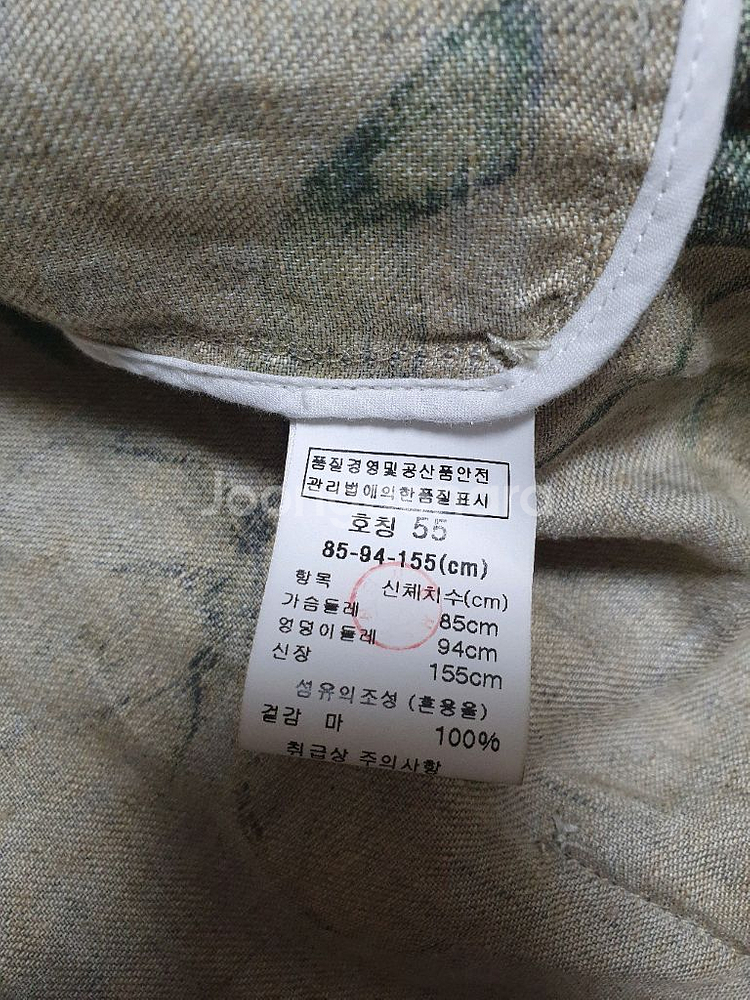 품질경영및공산품안전
관리법에의한품질표시
호칭 55
85-94-155(cm)
항목 신체치수(cm)
가슴둘레 85cm
엉덩이둘레 94cm
신장 155cm
섬유의조성 (혼용율)
겉감 마 100%
취급상 주의사항